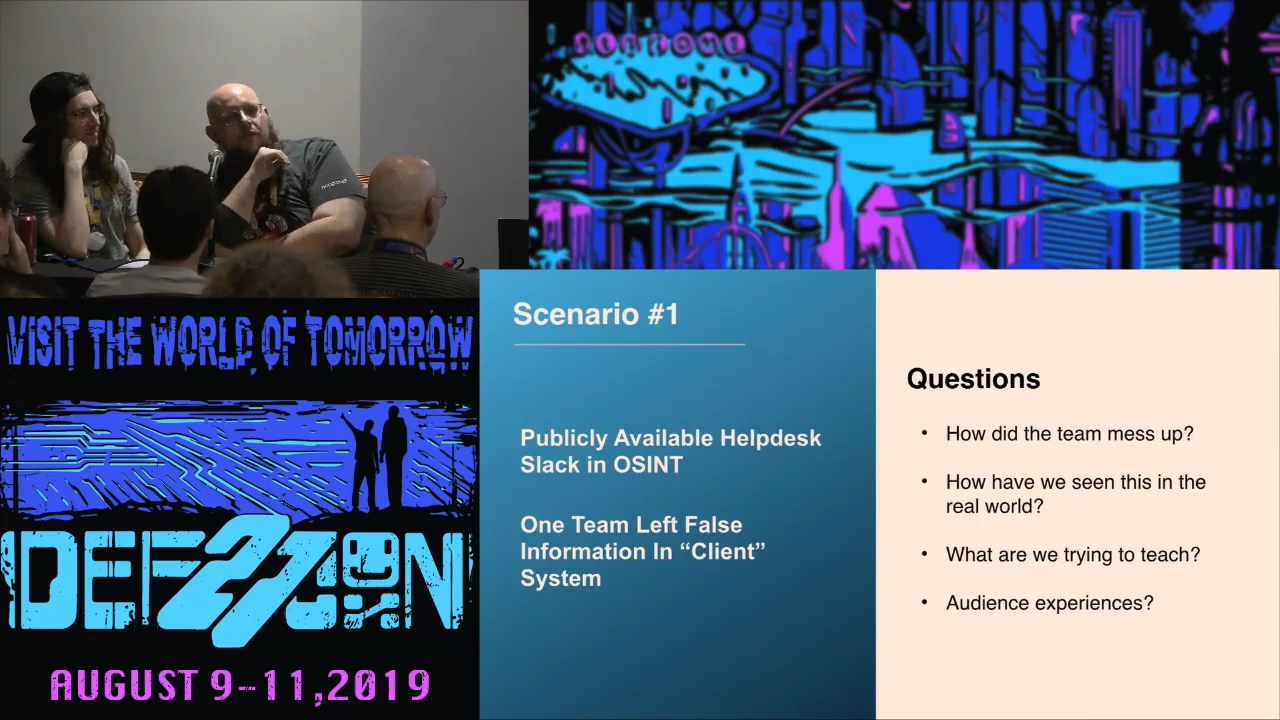 WELCOME
VISIT THE WORLD OF TOMORROW
DEF 27 CON
AUGUST 9-11,2019
Scenario #1
Publicly Available Helpdesk
Slack in OSINT
One Team Left False
Information In “Client”
System
Questions
• How did the team mess up?
• How have we seen this in the
real world?
• What are we trying to teach?
• Audience experiences?